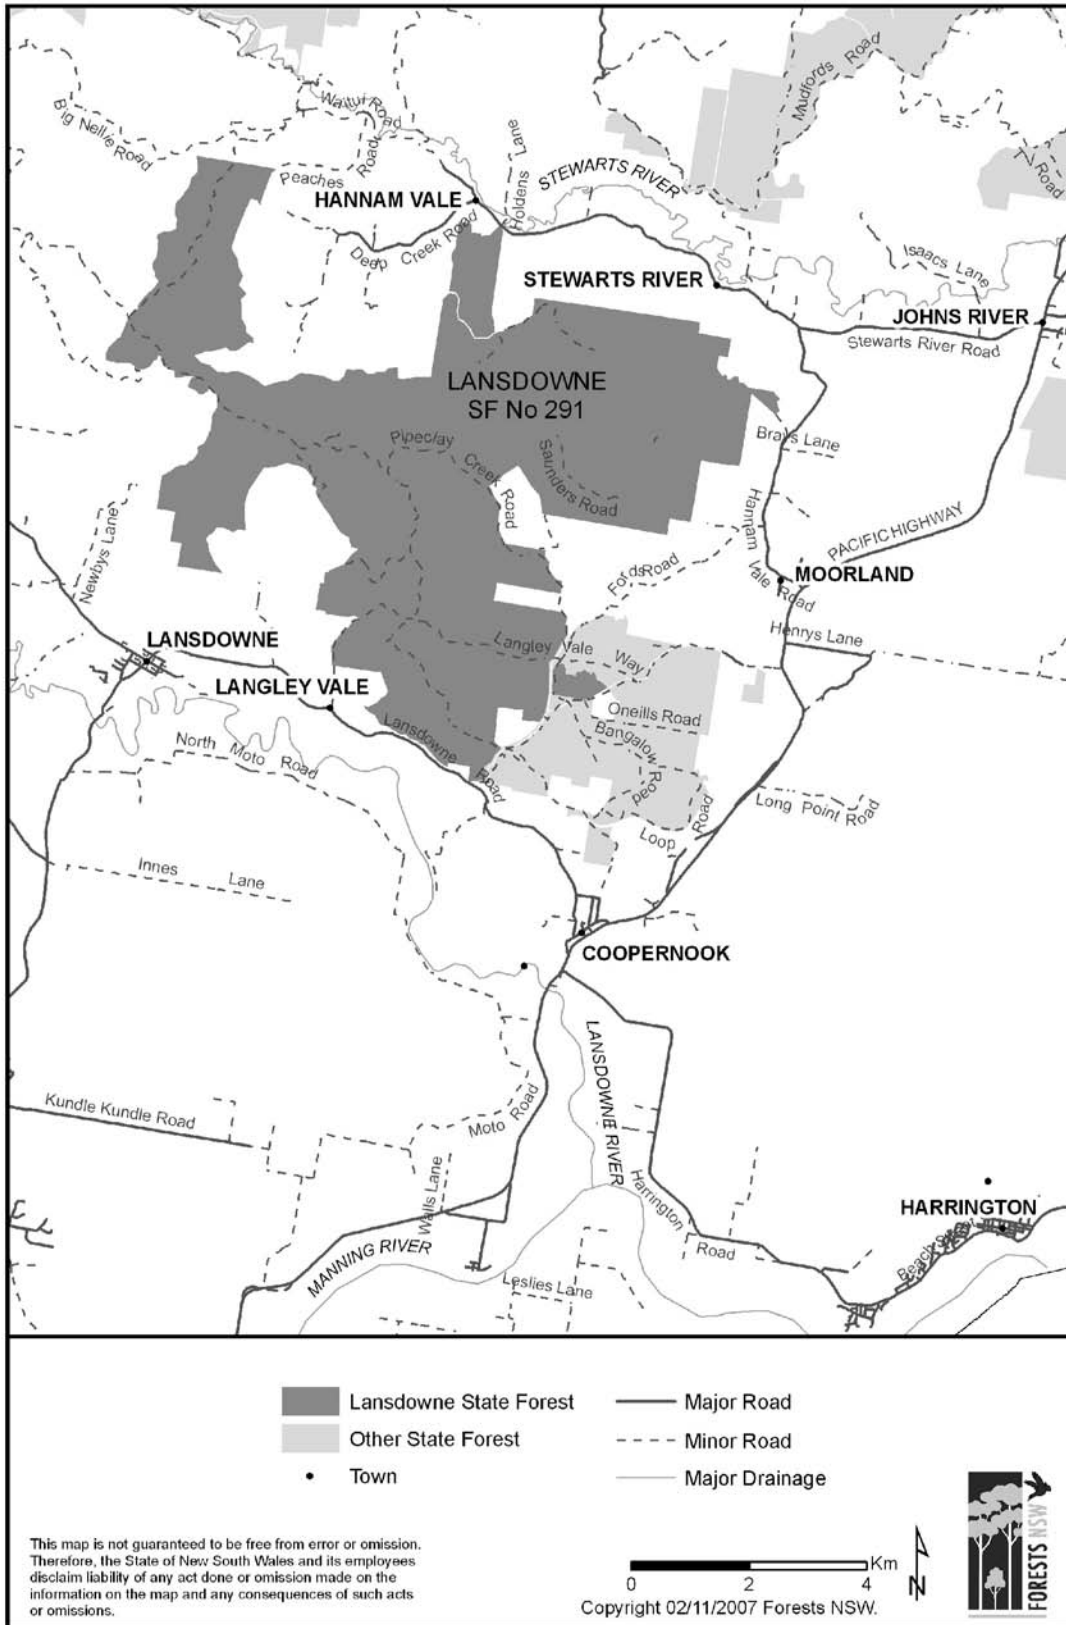 Mudfords Road
Waitui Road
Big Nellie Road
Peaches Road
Holdens Lane
STEWARTS RIVER
Road
HANNAM VALE
Deep Creek Road
Isaacs Lane
STEWARTS RIVER
JOHNS RIVER
Stewarts River Road
LANSDOWNE
SF No 291
Brays Lane
Pipeclay Creek Road
Saunders Road
Hannam Vale Road
PACIFIC HIGHWAY
Newbys Lane
Fords Road
MOORLAND
Henrys Lane
LANSDOWNE
Langley Vale Way
LANGLEY VALE
Oneills Road
Lansdowne Road
Bangalow Road
North Moto Road
Long Point Road
Loop Road
Innes Lane
COOPERNOOK
LANSDOWNE RIVER
Kundle Kundle Road
Moto Road
Walls Lane
Harrington Road
HARRINGTON
Beach Street
MANNING RIVER
Leslies Lane
Lansdowne State Forest
Major Road
Other State Forest
Minor Road
Town
Major Drainage
This map is not guaranteed to be free from error or omission.
Therefore, the State of New South Wales and its employees
disclaim liability of any act done or omission made on the
information on the map and any consequences of such acts
or omissions.
Km
0 2 4
N
Copyright 02/11/2007 Forests NSW.
FORESTS NSW